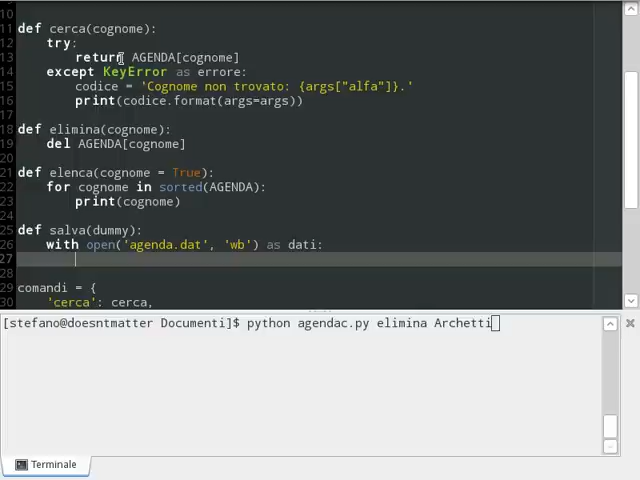 10
11 def cerca(cognome):
12     try:
13         return AGENDA[cognome]
14     except KeyError as errore:
15         codice = 'Cognome non trovato: {args["alfa"]}.'
16         print(codice.format(args=args))
17
18 def elimina(cognome):
19     del AGENDA[cognome]
20
21 def elenca(cognome = True):
22     for cognome in sorted(AGENDA):
23         print(cognome)
24
25 def salva(dummy):
26     with open('agenda.dat', 'wb') as dati:
27
28
29 comandi = {
30     'cerca': cerca,
[stefano@doesntmatter Documenti]$ python agendac.py elimina Archetti
Terminale